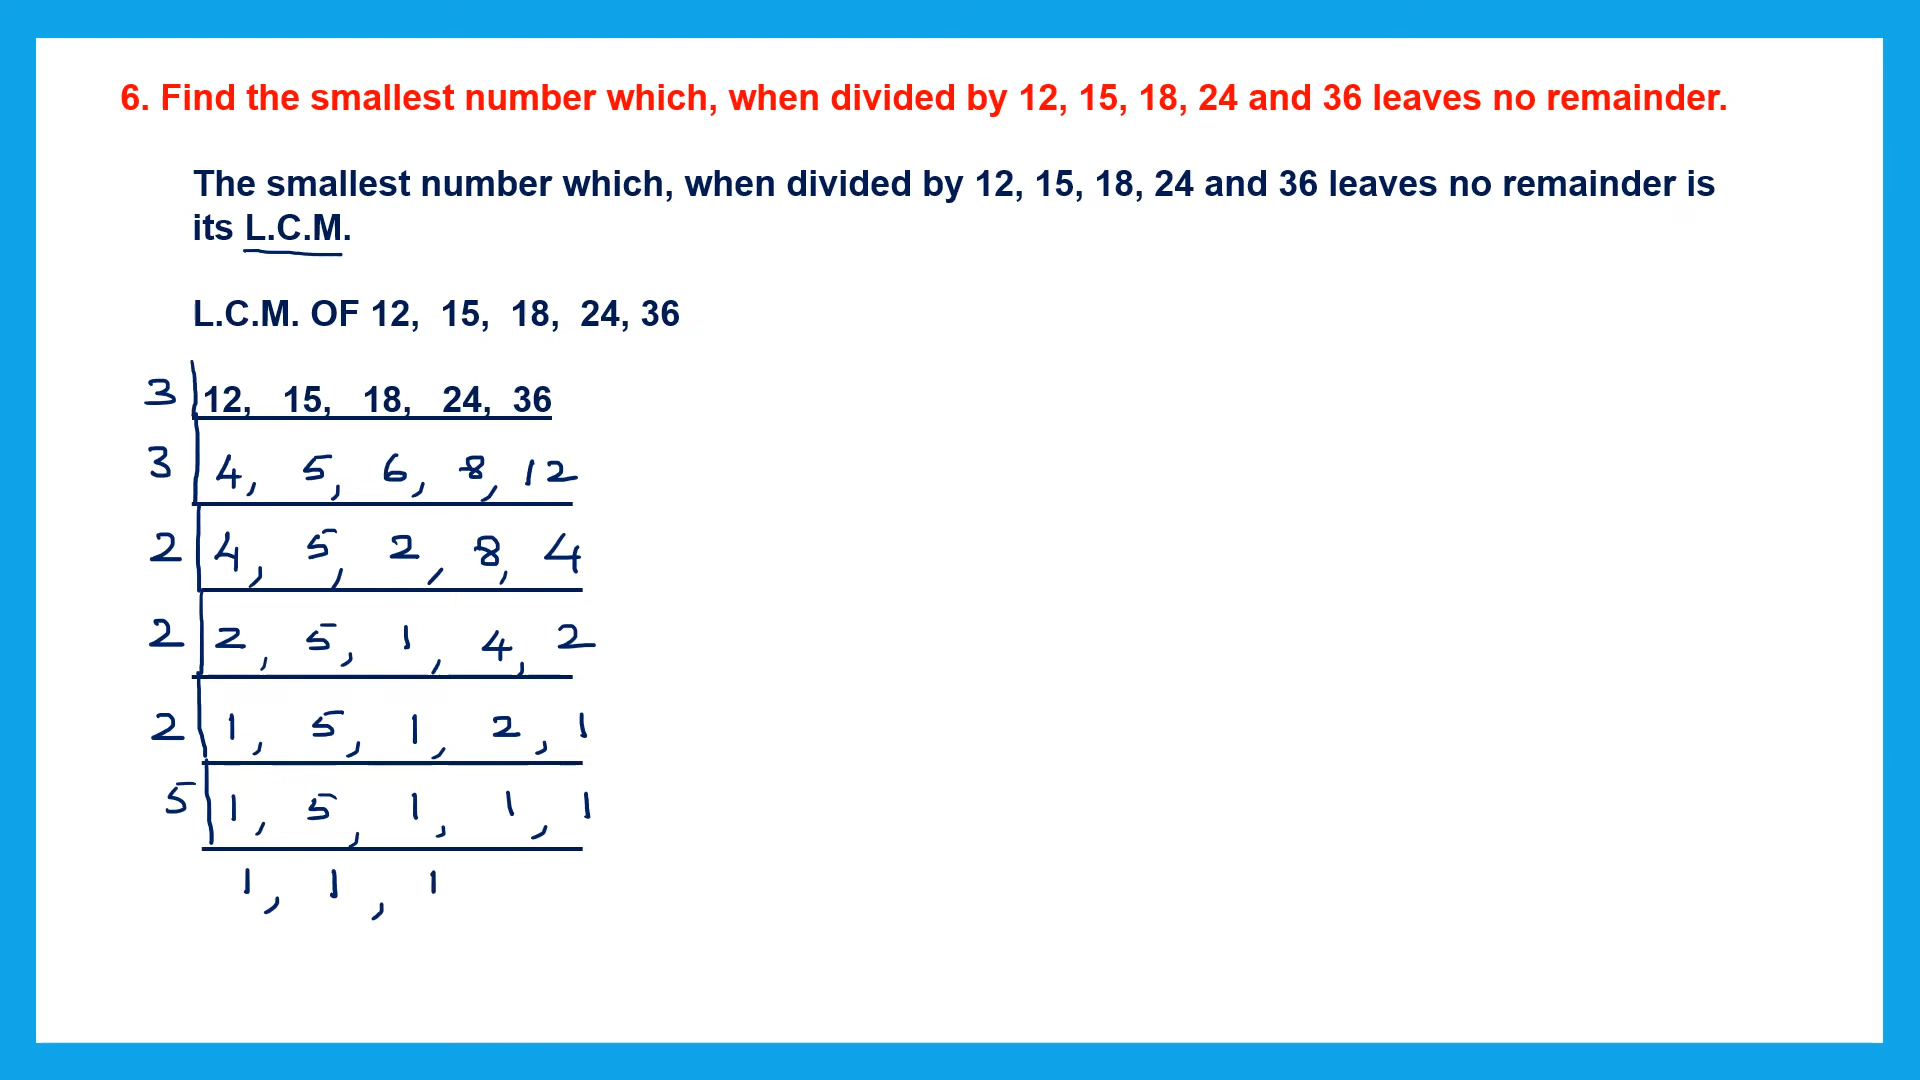 6. Find the smallest number which, when divided by 12, 15, 18, 24 and 36 leaves no remainder.
The smallest number which, when divided by 12, 15, 18, 24 and 36 leaves no remainder is
its L.C.M.
L.C.M. OF 12, 15, 18, 24, 36
3 12, 15, 18, 24, 36
3 4, 5, 6, 8, 12
2 4, 5, 2, 8, 4
2 2, 5, 1, 4, 2
2 1, 5, 1, 2, 1
5 1, 5, 1, 1, 1
1, 1, 1